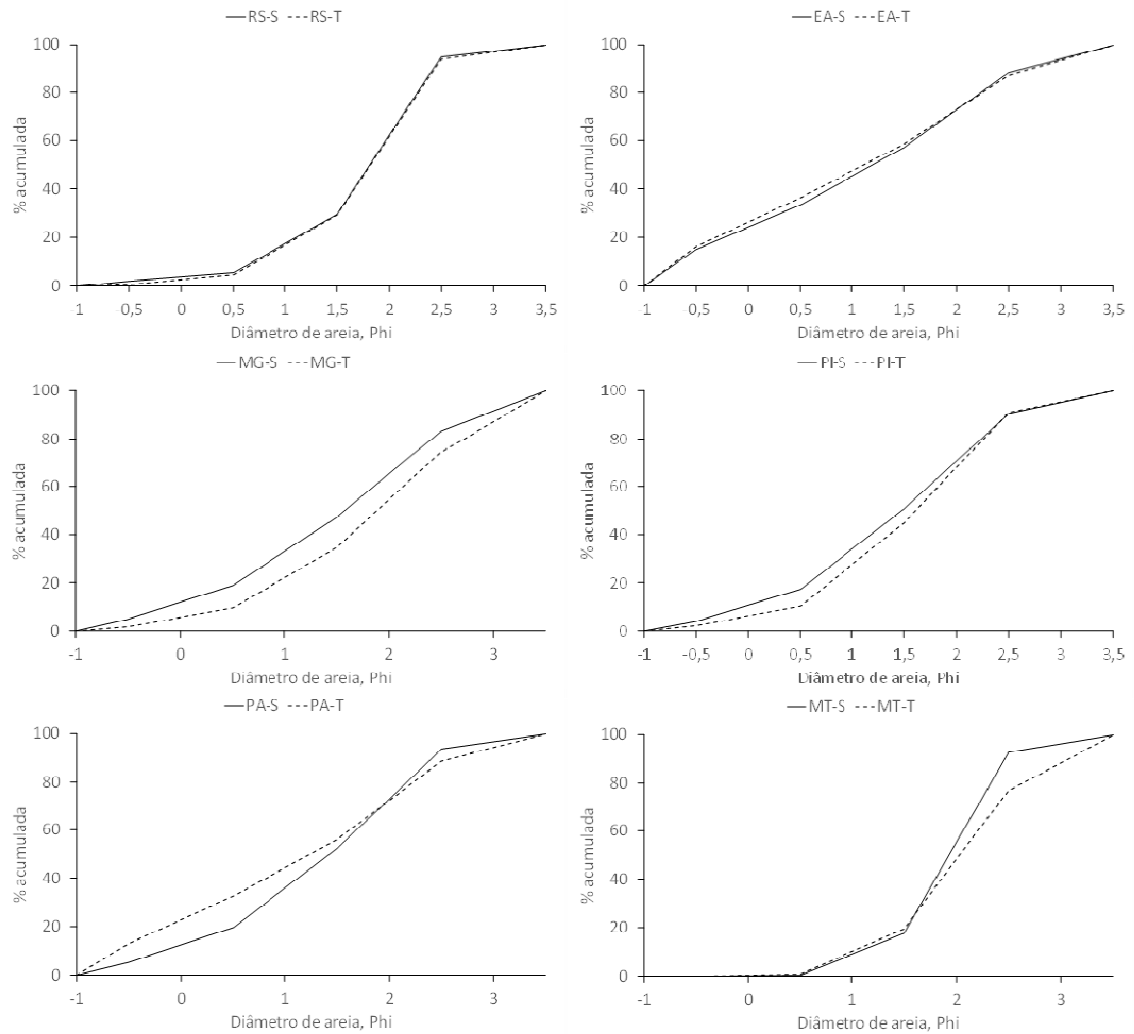 RS-S RS-T
100
80
60
40
20
0
% acumulada
-1 -0,5 0 0,5 1 1,5 2 2,5 3 3,5
Diâmetro de areia, Phi
EA-S EA-T
100
80
60
40
20
0
% acumulada
-1 -0,5 0 0,5 1 1,5 2 2,5 3 3,5
Diâmetro de areia, Phi
MG-S MG-T
100
80
60
40
20
0
% acumulada
-1 0 1 2 3
Diâmetro de areia, Phi
PI-S PI-T
100
80
60
40
20
0
% acumulada
-1 -0,5 0 0,5 1 1,5 2 2,5 3 3,5
Diâmetro de areia, Phi
PA-S PA-T
100
80
60
40
20
0
% acumulada
-1 0 1 2 3
Diâmetro de areia, Phi
MT-S MT-T
100
80
60
40
20
0
% acumulada
-1 0 1 2 3
Diâmetro de areia, Phi